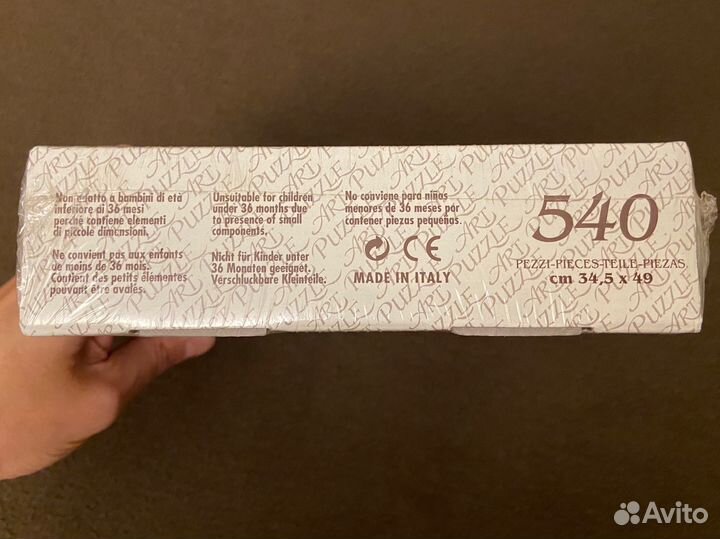 Non adatto a bambini di età
inferiore ai 36 mesi
perché contiene elementi
di piccole dimensioni.
Ne convient pas aux enfants
de moins de 36 mois.
Contient des petits élémentes
pouvant être avalés.
Unsuitable for children
under 36 months due
to presence of small
components.
Nicht für Kinder unter
36 Monaten geeignet.
Verschluckbare Kleinteile.
No conviene para niñas
menores de 36 meses por
contener piezas pequeñas.
CE
MADE IN ITALY
540
PEZZI-PIECES-TEILE-PIEZAS
cm 34,5 x 49
ART PUZZLE
Avito